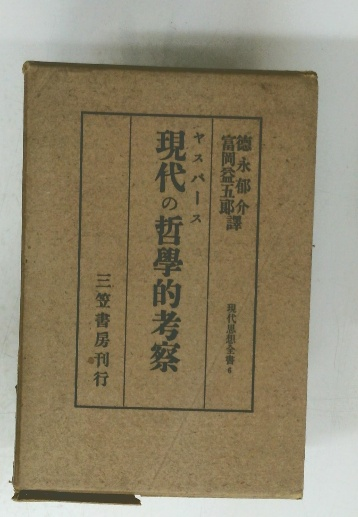 德永郁介
富岡益五郎譯
現代思想全書4
ヤスパース
現代の哲學的考察
三笠書房刊行